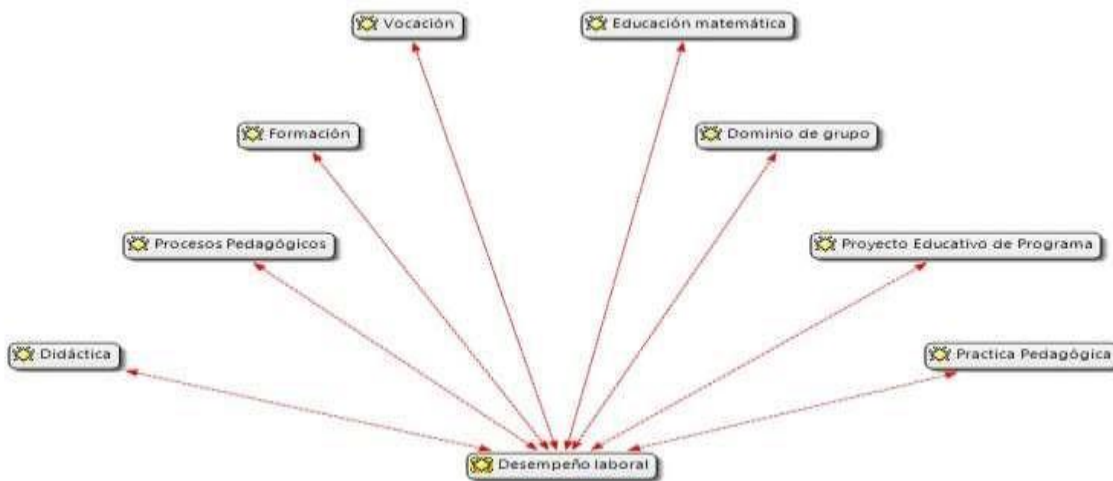 Vocación
Educación matemática
Formación
Dominio de grupo
Procesos Pedagógicos
Proyecto Educativo de Programa
Didáctica
Practica Pedagógica
Desempeño laboral